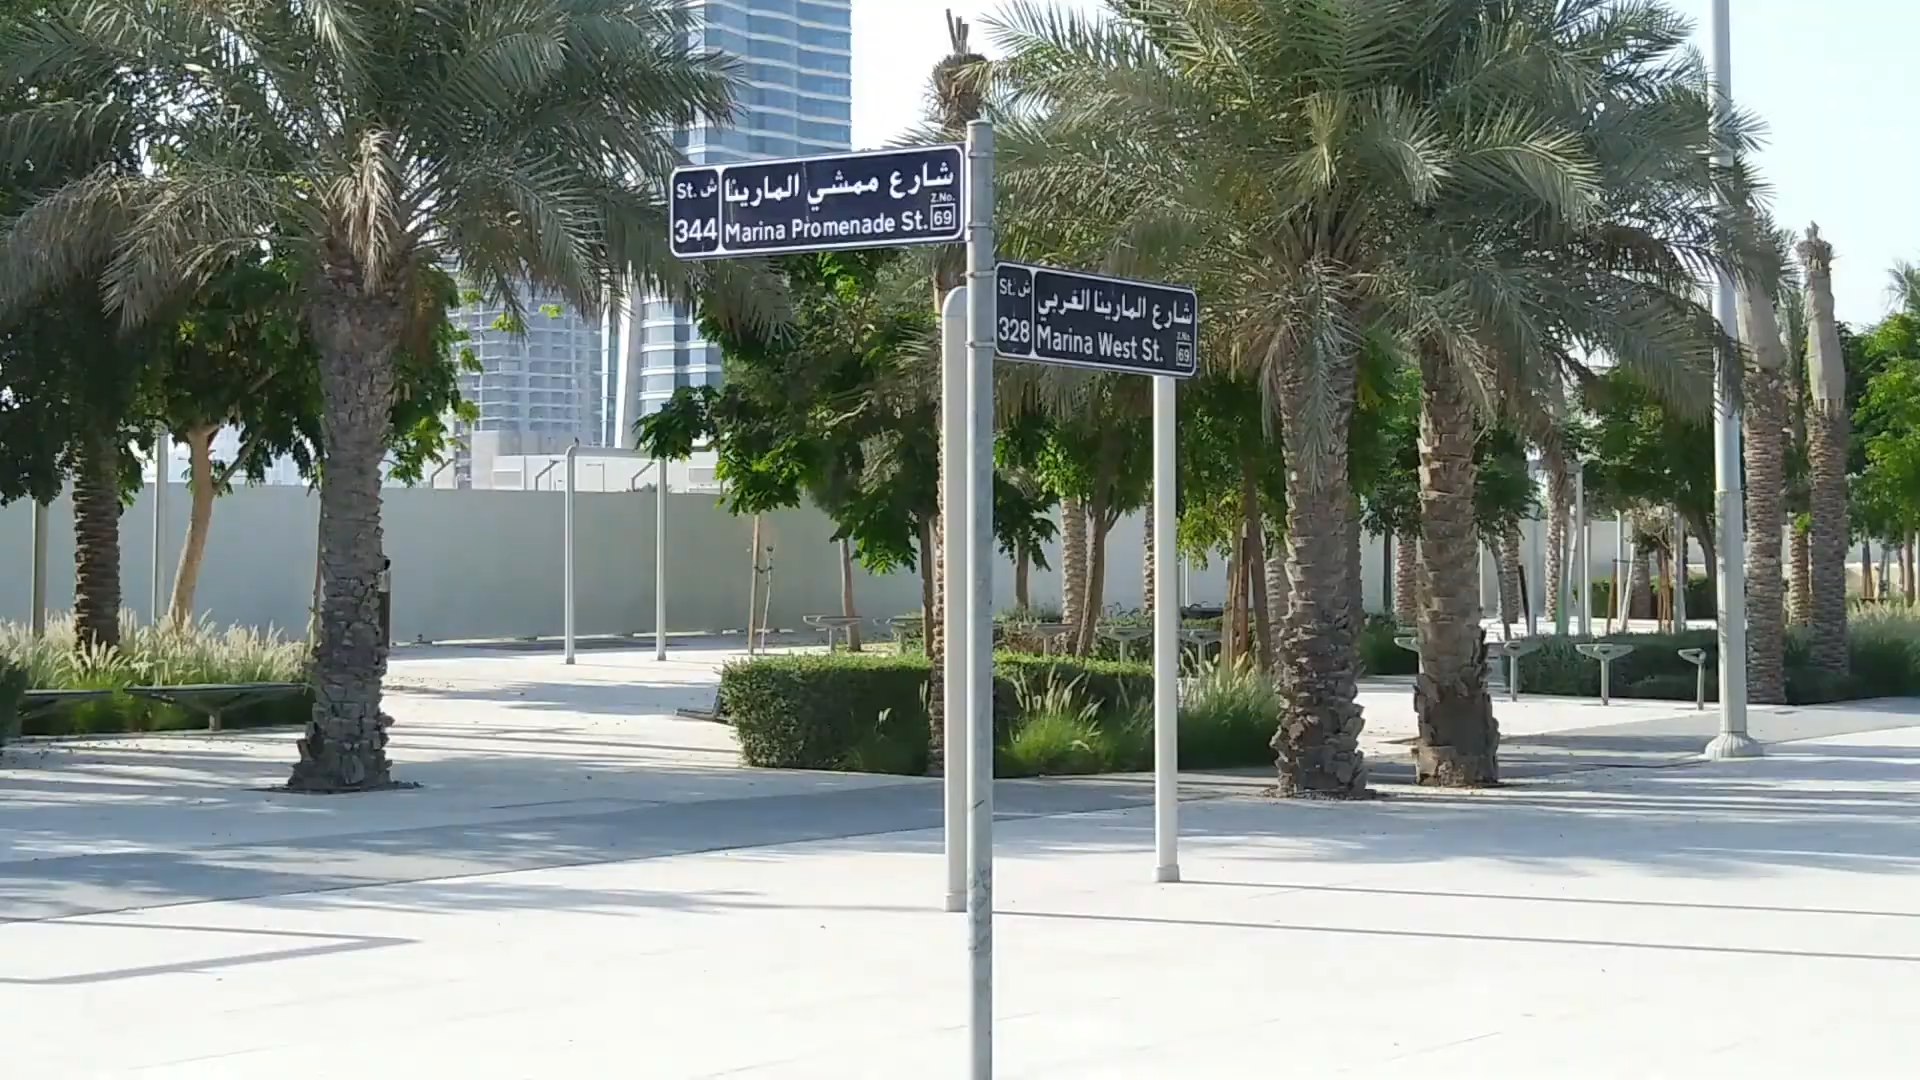 St. ش
344
شارع ممشي المارينا
Marina Promenade St.
Z.No.
69
St. ش
328
شارع المارينا الغربي
Marina West St.
Z.No.
69